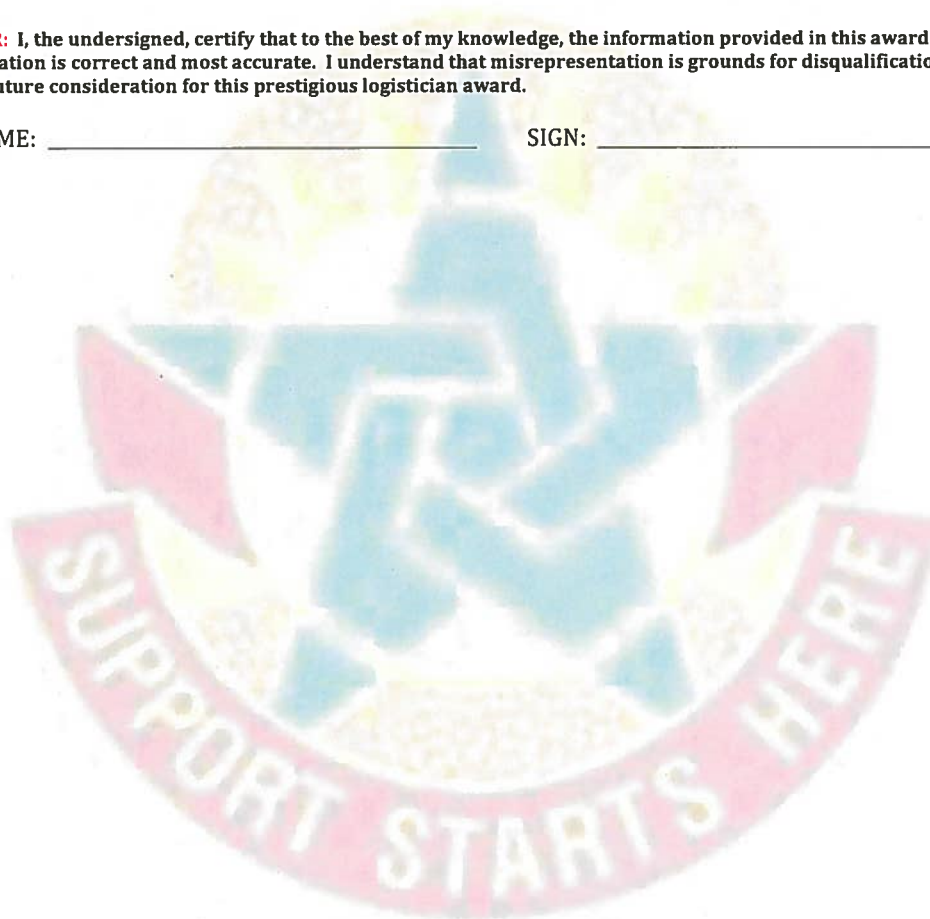 : I, the undersigned, certify that to the best of my knowledge, the information provided in this award
ation is correct and most accurate. I understand that misrepresentation is grounds for disqualificatio
uture consideration for this prestigious logistician award.
ME: SIGN:
SUPPORT STARTS HERE